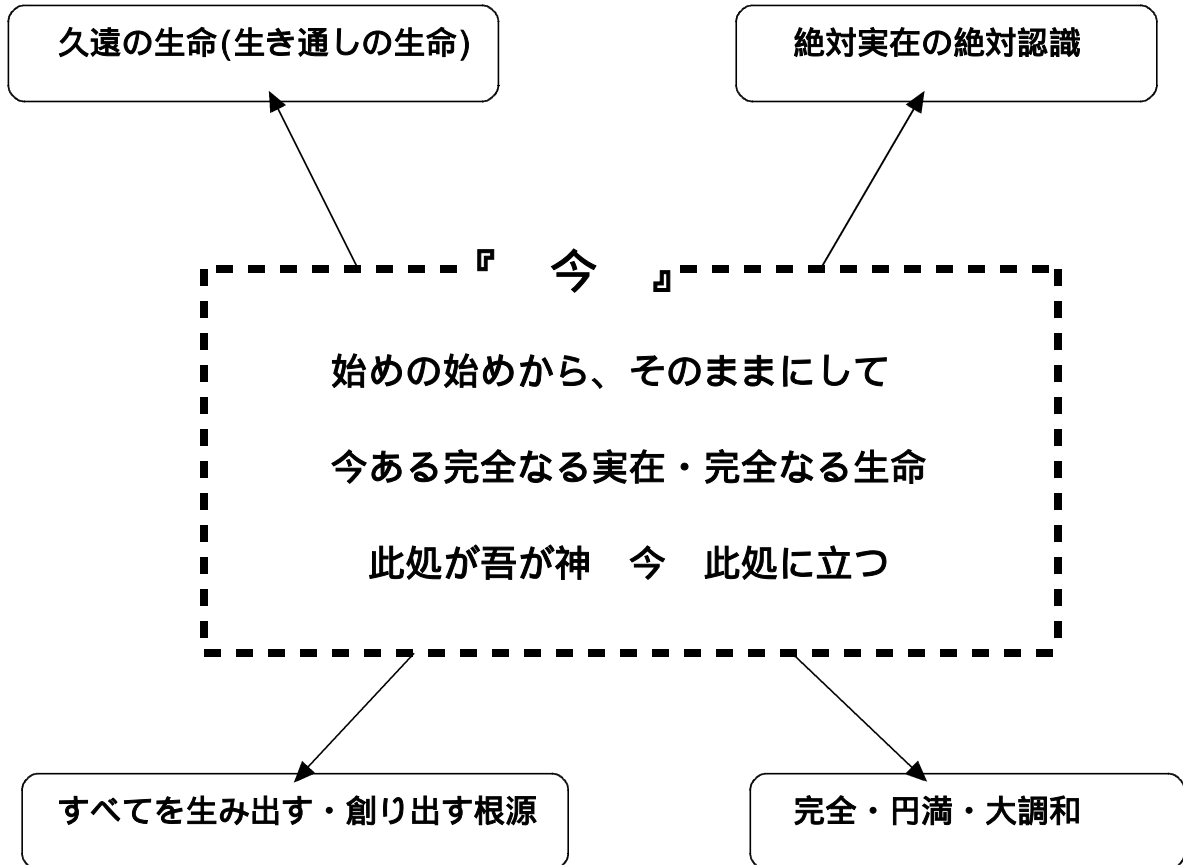 久遠の生命(生き通しの生命)
絶対実在の絶対認識
『　今　』
始めの始めから、そのままにして
今ある完全なる実在・完全なる生命
此処が吾が神　今　此処に立つ
すべてを生み出す・創り出す根源
完全・円満・大調和